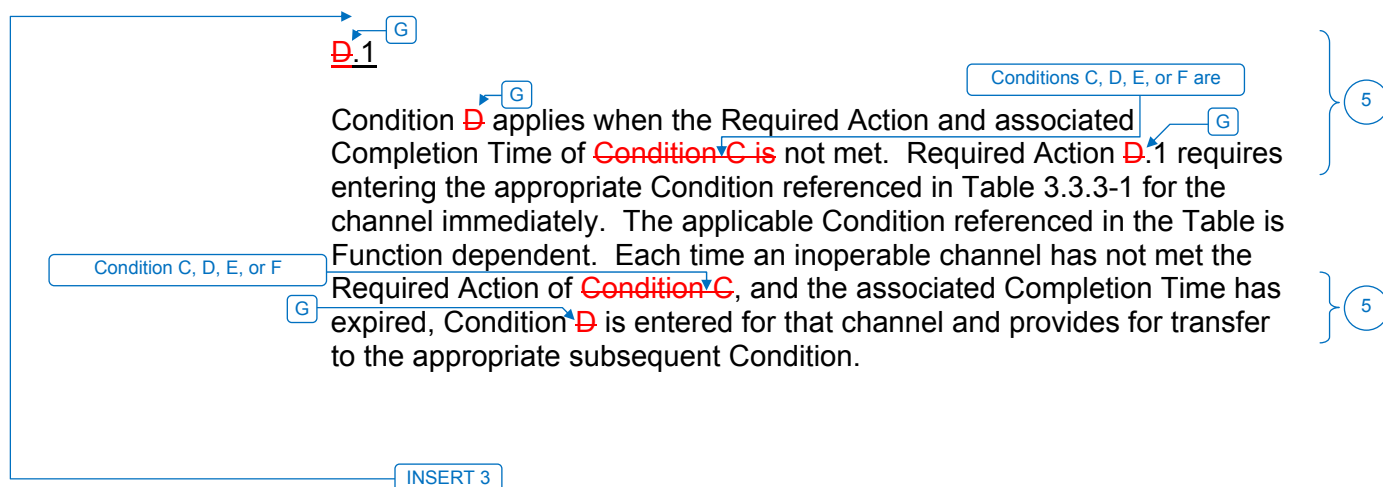 G
D.1
Conditions C, D, E, or F are
5
G
Condition D applies when the Required Action and associated
G
Completion Time of Condition C is not met. Required Action D.1 requires
entering the appropriate Condition referenced in Table 3.3.3-1 for the
channel immediately. The applicable Condition referenced in the Table is
Function dependent. Each time an inoperable channel has not met the
Condition C, D, E, or F
Required Action of Condition C, and the associated Completion Time has
5
G
expired, Condition D is entered for that channel and provides for transfer
to the appropriate subsequent Condition.
INSERT 3